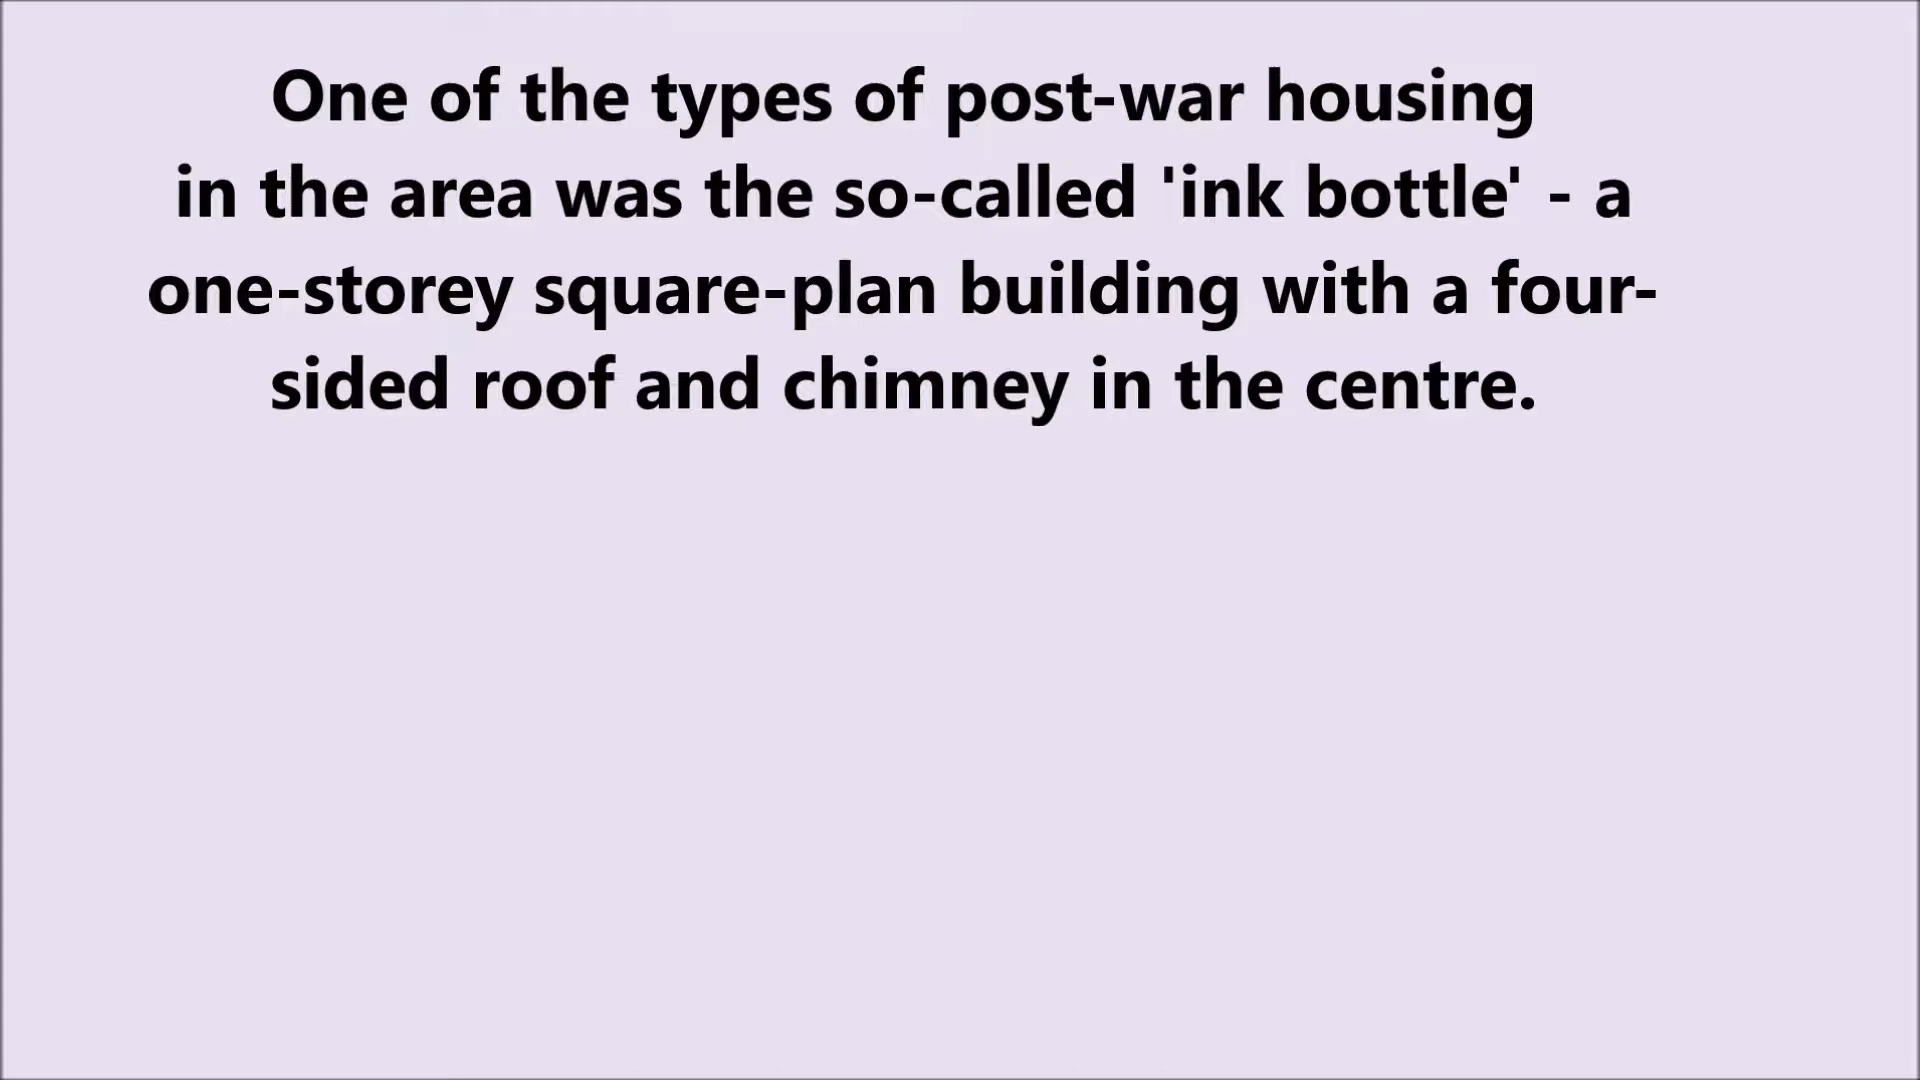 One of the types of post-war housing
in the area was the so-called 'ink bottle' - a
one-storey square-plan building with a four-
sided roof and chimney in the centre.